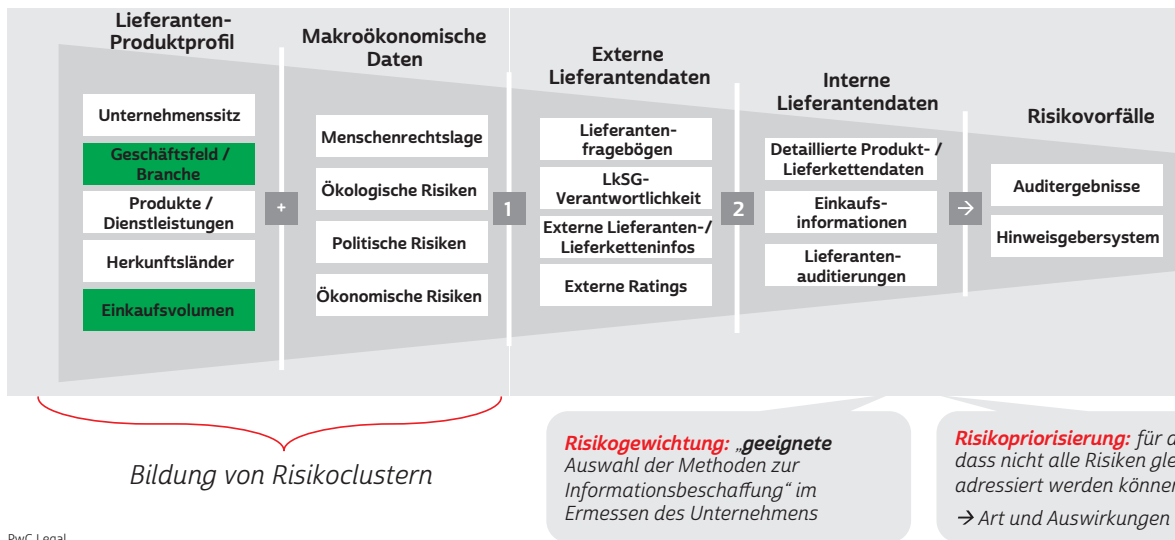 Lieferanten-
Produktprofil
Unternehmenssitz
Geschäftsfeld /
Branche
Produkte /
Dienstleistungen
Herkunftsländer
Einkaufsvolumen
+
Makroökonomische
Daten
Menschenrechtslage
Ökologische Risiken
Politische Risiken
Ökonomische Risiken
1
Externe
Lieferantendaten
Lieferanten-
fragebögen
LkSG-
Verantwortlichkeit
Externe Lieferanten-/
Lieferketteninfos
Externe Ratings
2
Interne
Lieferantendaten
Detaillierte Produkt- /
Lieferkettendaten
Einkaufs-
informationen
Lieferanten-
auditierungen
→
Risikovorfälle
Auditergebnisse
Hinweisgebersystem
Bildung von Risikoclustern
Risikogewichtung: „geeignete
Auswahl der Methoden zur
Informationsbeschaffung“ im
Ermessen des Unternehmens
Risikopriorisierung: für
dass nicht alle Risiken
adressiert werden
→ Art und Auswirkungen
PwC Legal